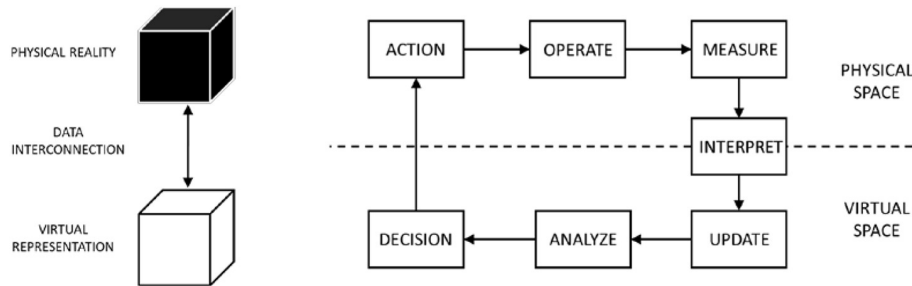 PHYSICAL REALITY
DATA
INTERCONNECTION
VIRTUAL
REPRESENTATION
ACTION
OPERATE
MEASURE
PHYSICAL
SPACE
INTERPRET
DECISION
ANALYZE
UPDATE
VIRTUAL
SPACE